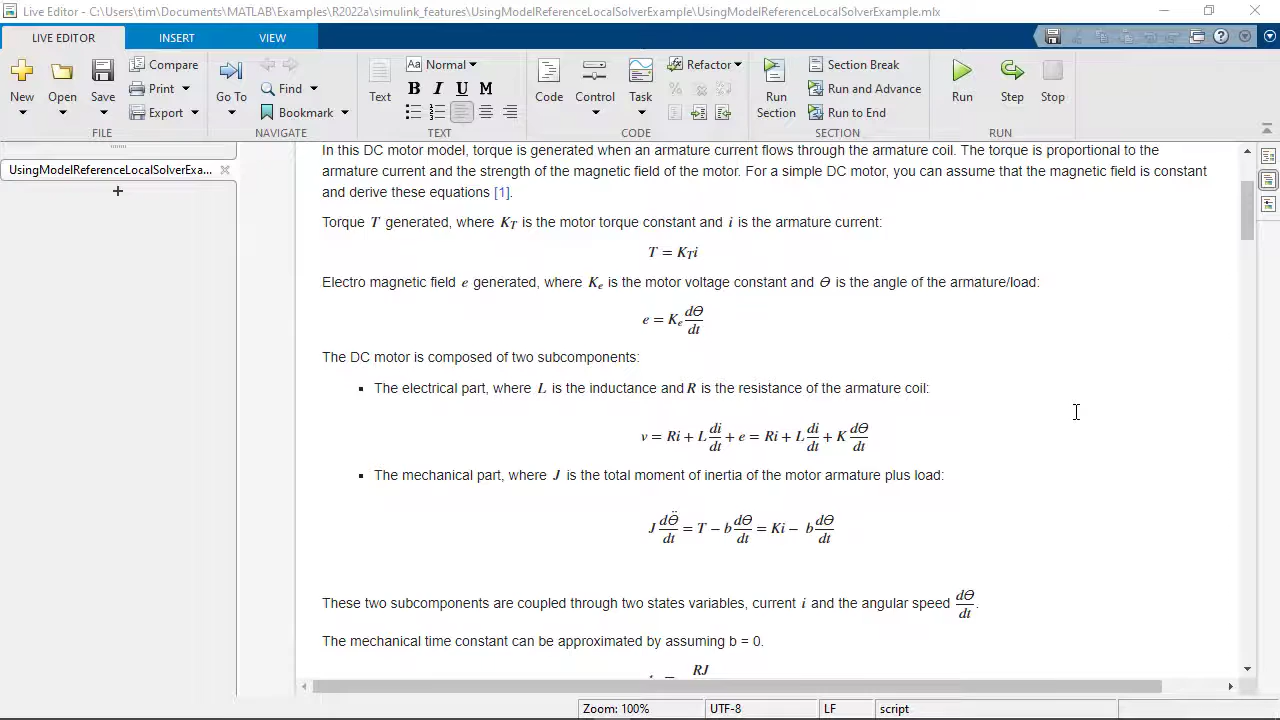 Live Editor - C:\Users\tim\Documents\MATLAB\Examples\R2022a\simulink_features\UsingModelReferenceLocalSolverExample\UsingModelReferenceLocalSolverExample.mlx
LIVE EDITOR INSERT VIEW
New Open Save Compare Print Export
Go To Find Bookmark
Text Aa Normal B I U M
Code Control Task Refactor
Run Section Section Break Run and Advance Run to End
Run Step Stop
FILE NAVIGATE TEXT CODE SECTION RUN
UsingModelReferenceLocalSolverExa...
+
In this DC motor model, torque is generated when an armature current flows through the armature coil. The torque is proportional to the
armature current and the strength of the magnetic field of the motor. For a simple DC motor, you can assume that the magnetic field is constant
and derive these equations [1].
Torque T generated, where K_T is the motor torque constant and i is the armature current:
T = K_T i
Electro magnetic field e generated, where K_e is the motor voltage constant and Θ is the angle of the armature/load:
e = K_e dΘ/dt
The DC motor is composed of two subcomponents:
▪ The electrical part, where L is the inductance and R is the resistance of the armature coil:
v = Ri + L di/dt + e = Ri + L di/dt + K dΘ/dt
▪ The mechanical part, where J is the total moment of inertia of the motor armature plus load:
J dΘ̈/dt = T − b dΘ/dt = Ki − b dΘ/dt
These two subcomponents are coupled through two states variables, current i and the angular speed dΘ/dt.
The mechanical time constant can be approximated by assuming b = 0.
RJ
Zoom: 100% UTF-8 LF script